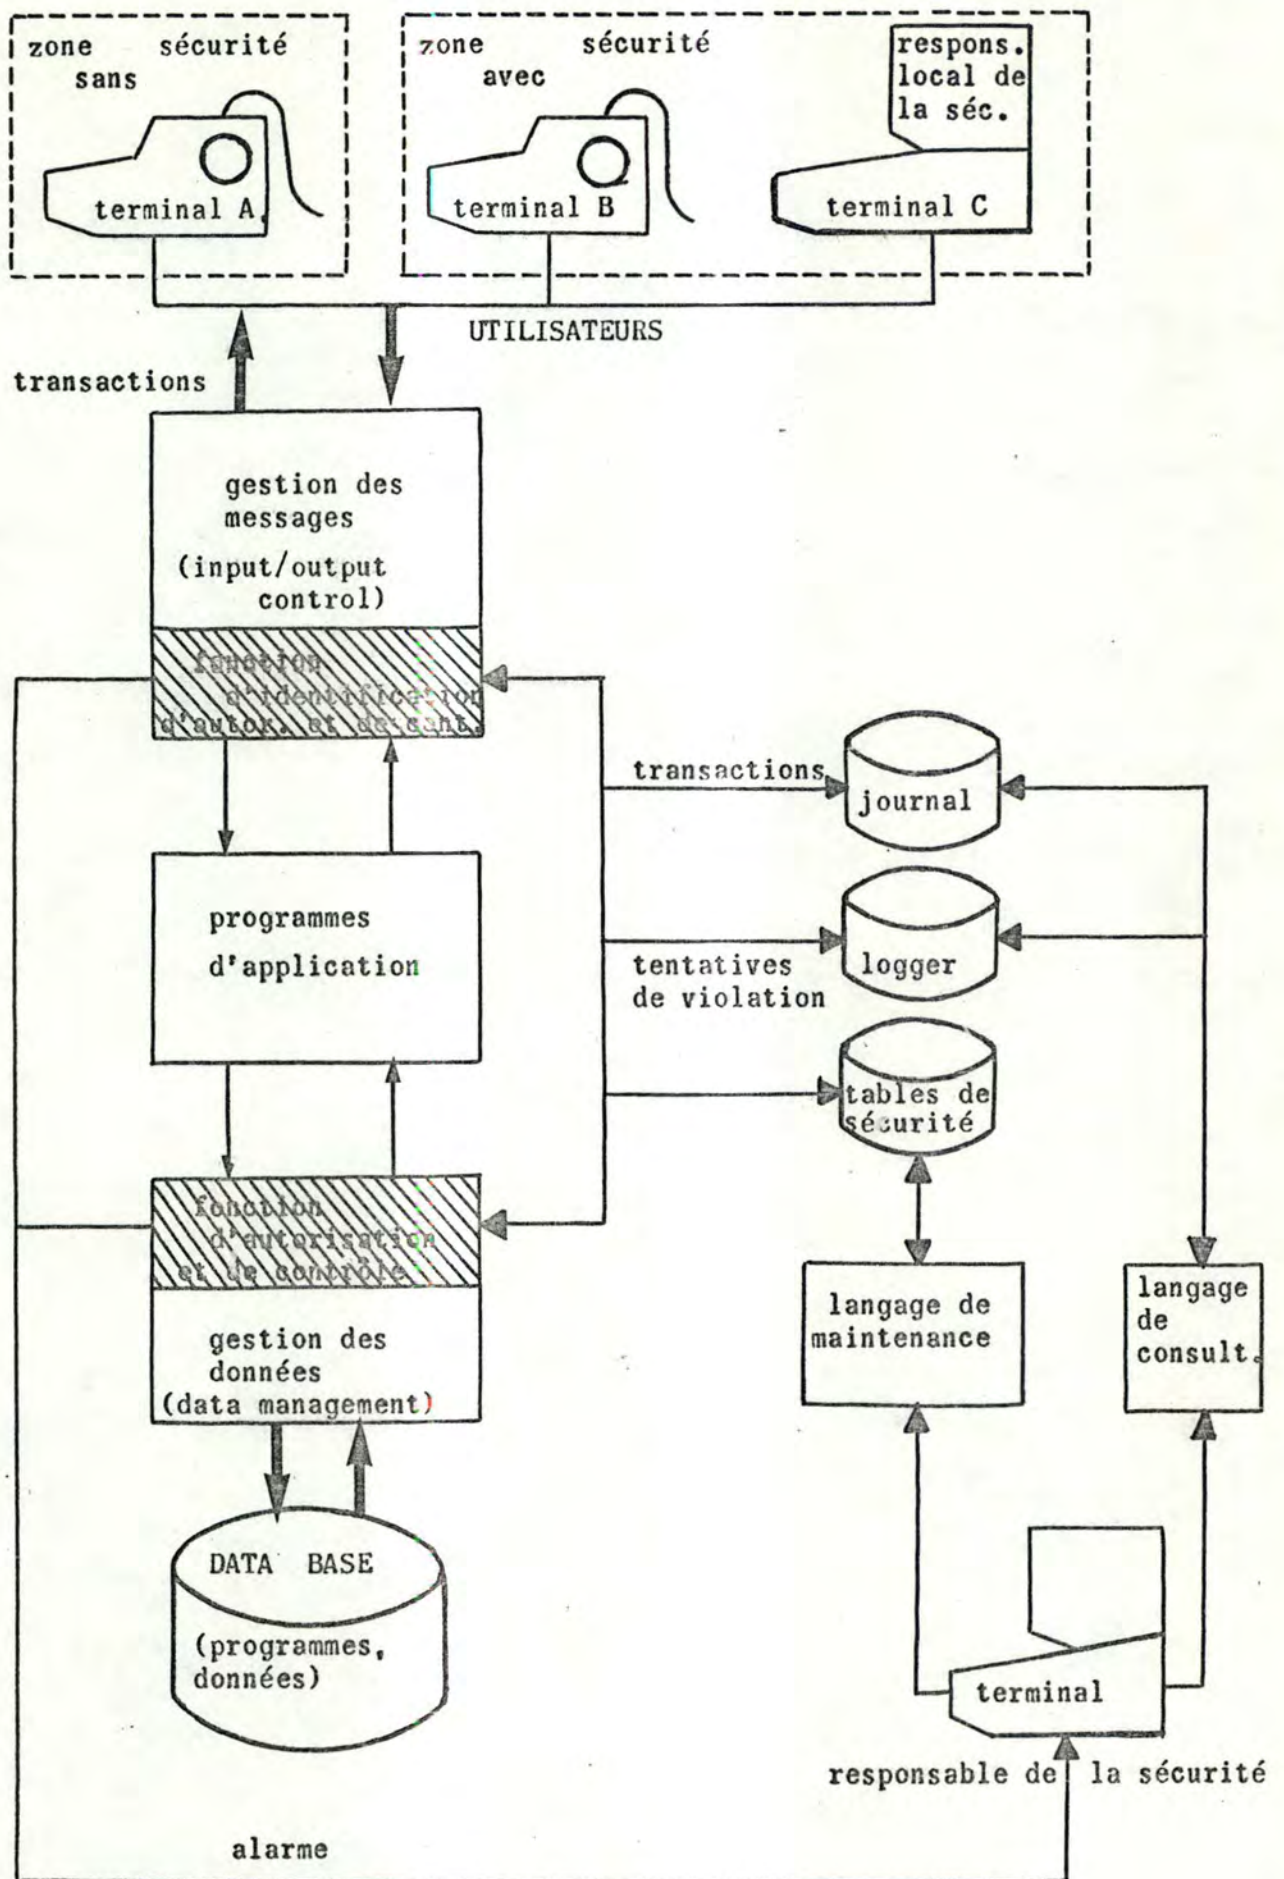 zone sécurité
sans
terminal A
zone sécurité
avec
terminal B
respons.
local de
la séc.
terminal C
UTILISATEURS
transactions
gestion des
messages
(input/output
control)
fonction
d'identification
d'autor. et de cont.
programmes
d'application
fonction
d'autorisation
et de contrôle
gestion des
données
(data management)
DATA BASE
(programmes,
données)
transactions
journal
tentatives
de violation
logger
tables de
sécurité
langage de
maintenance
langage
de
consult.
terminal
responsable de la sécurité
alarme